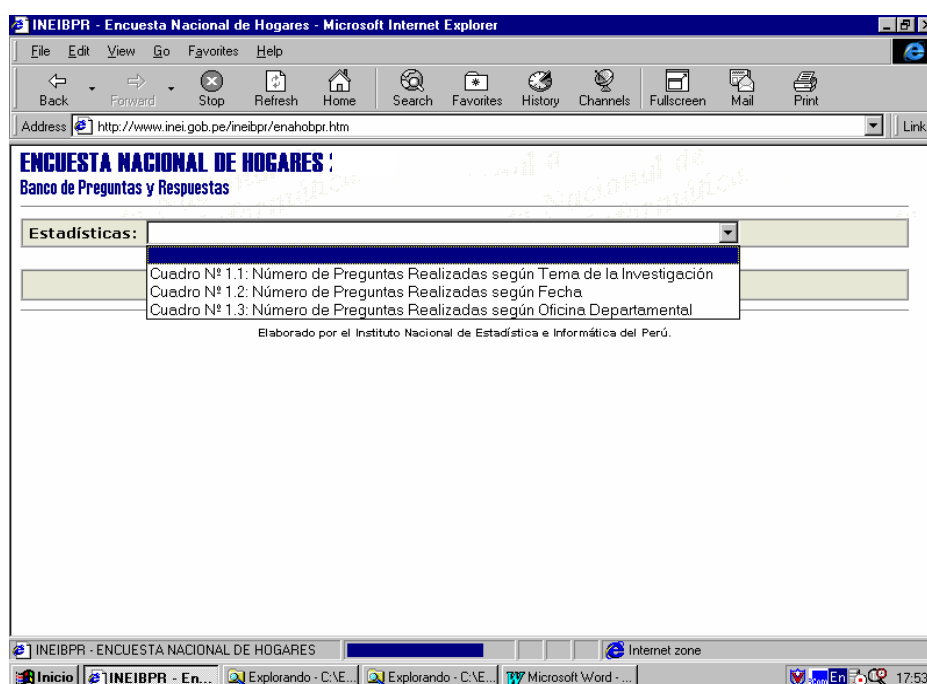 INEIBPR - Encuesta Nacional de Hogares - Microsoft Internet Explorer
File Edit View Go Favorites Help
Back Forward Stop Refresh Home Search Favorites History Channels Fullscreen Mail Print
Address http://www.inei.gob.pe/ineibpr/enahobpr.htm Link
ENCUESTA NACIONAL DE HOGARES
Banco de Preguntas y Respuestas
Estadísticas:
Cuadro Nº 1.1: Número de Preguntas Realizadas según Tema de la Investigación
Cuadro Nº 1.2: Número de Preguntas Realizadas según Fecha
Cuadro Nº 1.3: Número de Preguntas Realizadas según Oficina Departamental
Elaborado por el Instituto Nacional de Estadística e Informática del Perú.
INEIBPR - ENCUESTA NACIONAL DE HOGARES Internet zone
Inicio INEIBPR - En... Explorando - C:\E... Explorando - C:\E... Microsoft Word - ... En 17:53